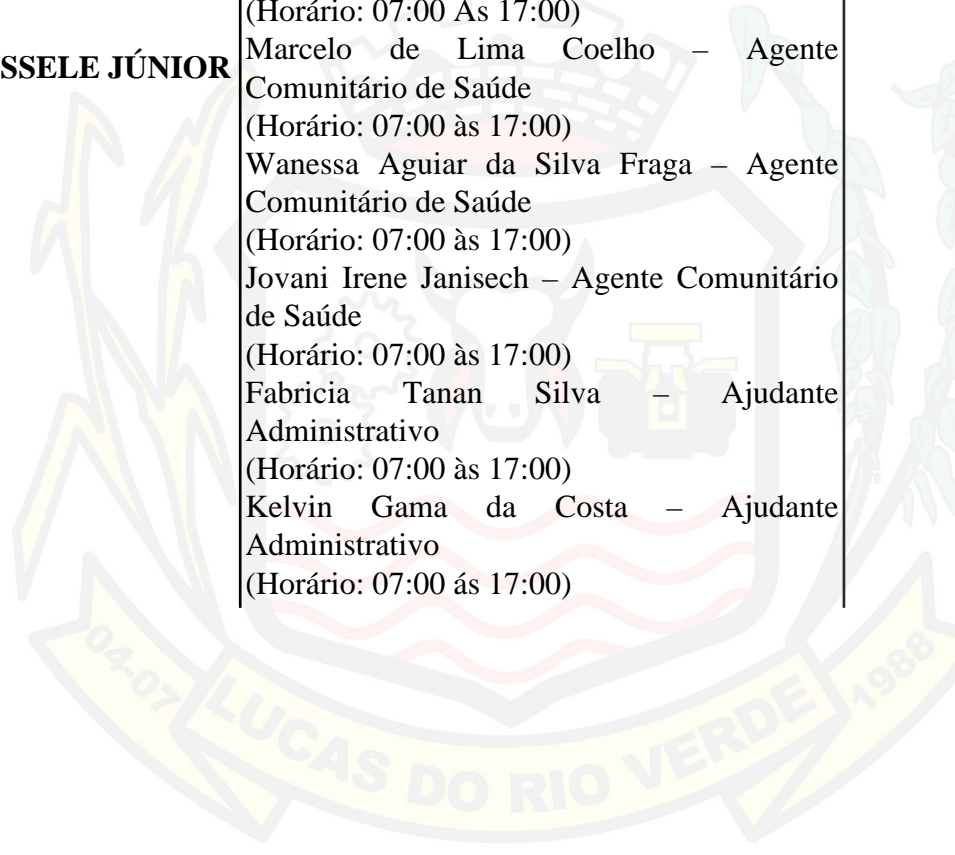 (Horário: 07:00 Às 17:00)
SSELE JÚNIOR
Marcelo de Lima Coelho – Agente
Comunitário de Saúde
(Horário: 07:00 às 17:00)
Wanessa Aguiar da Silva Fraga – Agente
Comunitário de Saúde
(Horário: 07:00 às 17:00)
Jovani Irene Janisech – Agente Comunitário
de Saúde
(Horário: 07:00 às 17:00)
Fabricia Tanan Silva – Ajudante
Administrativo
(Horário: 07:00 às 17:00)
Kelvin Gama da Costa – Ajudante
Administrativo
(Horário: 07:00 ás 17:00)
04-07 LUCAS DO RIO VERDE 1988